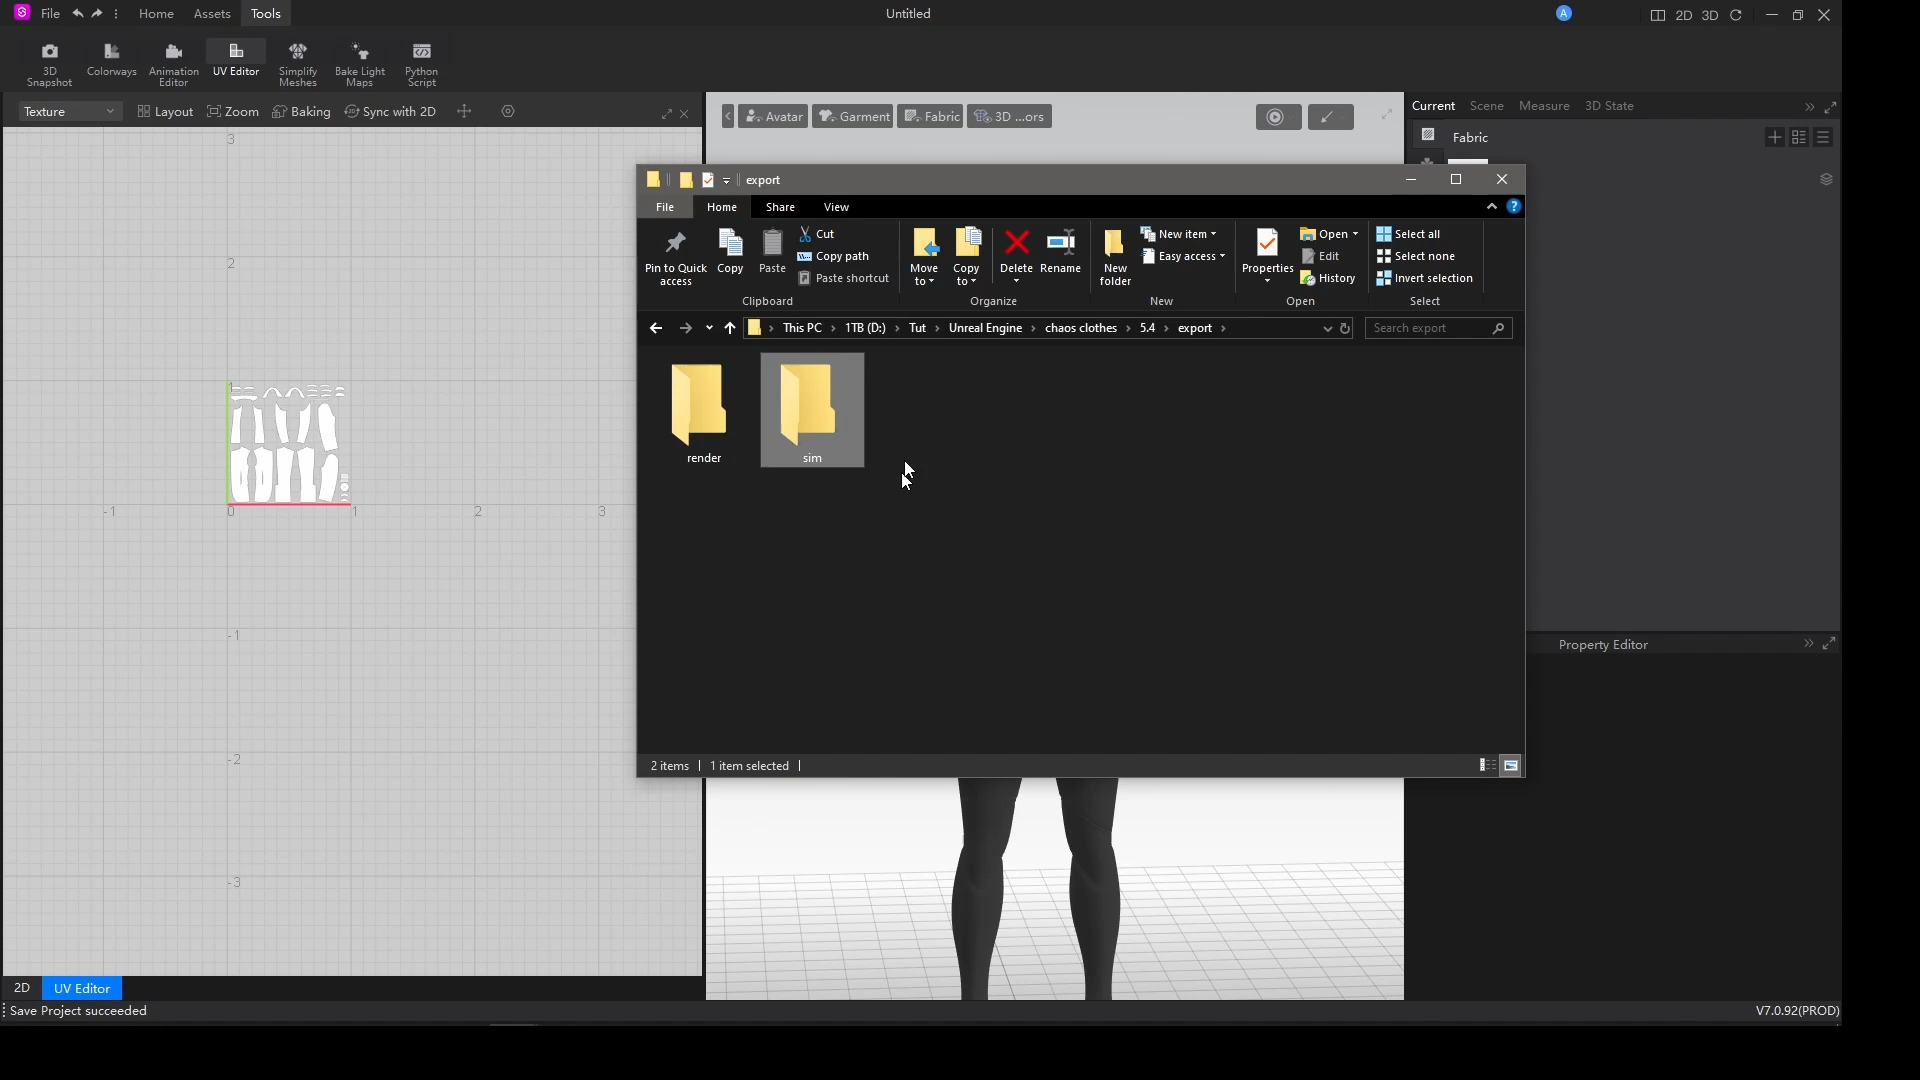 File Home Assets Tools Untitled A 2D 3D
3D Snapshot Colorways Animation Editor UV Editor Simplify Meshes Bake Light Maps Python Script
Texture Layout Zoom Baking Sync with 2D
Avatar Garment Fabric 3D ...ors
Current Scene Measure 3D State
Fabric
3
2
1
-1 0 1 2 3
-1
-2
-3
export
File Home Share View
Pin to Quick access Copy Paste Cut Copy path Paste shortcut
Move to Copy to Delete Rename New folder New item Easy access
Properties Open Edit History Select all Select none Invert selection
Clipboard Organize New Open Select
This PC 1TB (D:) Tut Unreal Engine chaos clothes 5.4 export Search export
render sim
2 items 1 item selected
Property Editor
2D UV Editor
Save Project succeeded V7.0.92(PROD)